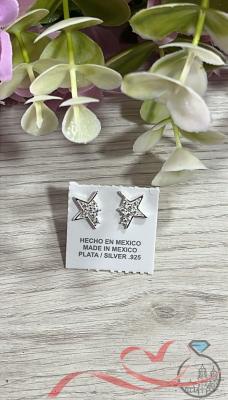 HECHO EN MEXICO
MADE IN MEXICO
PLATA / SILVER .925